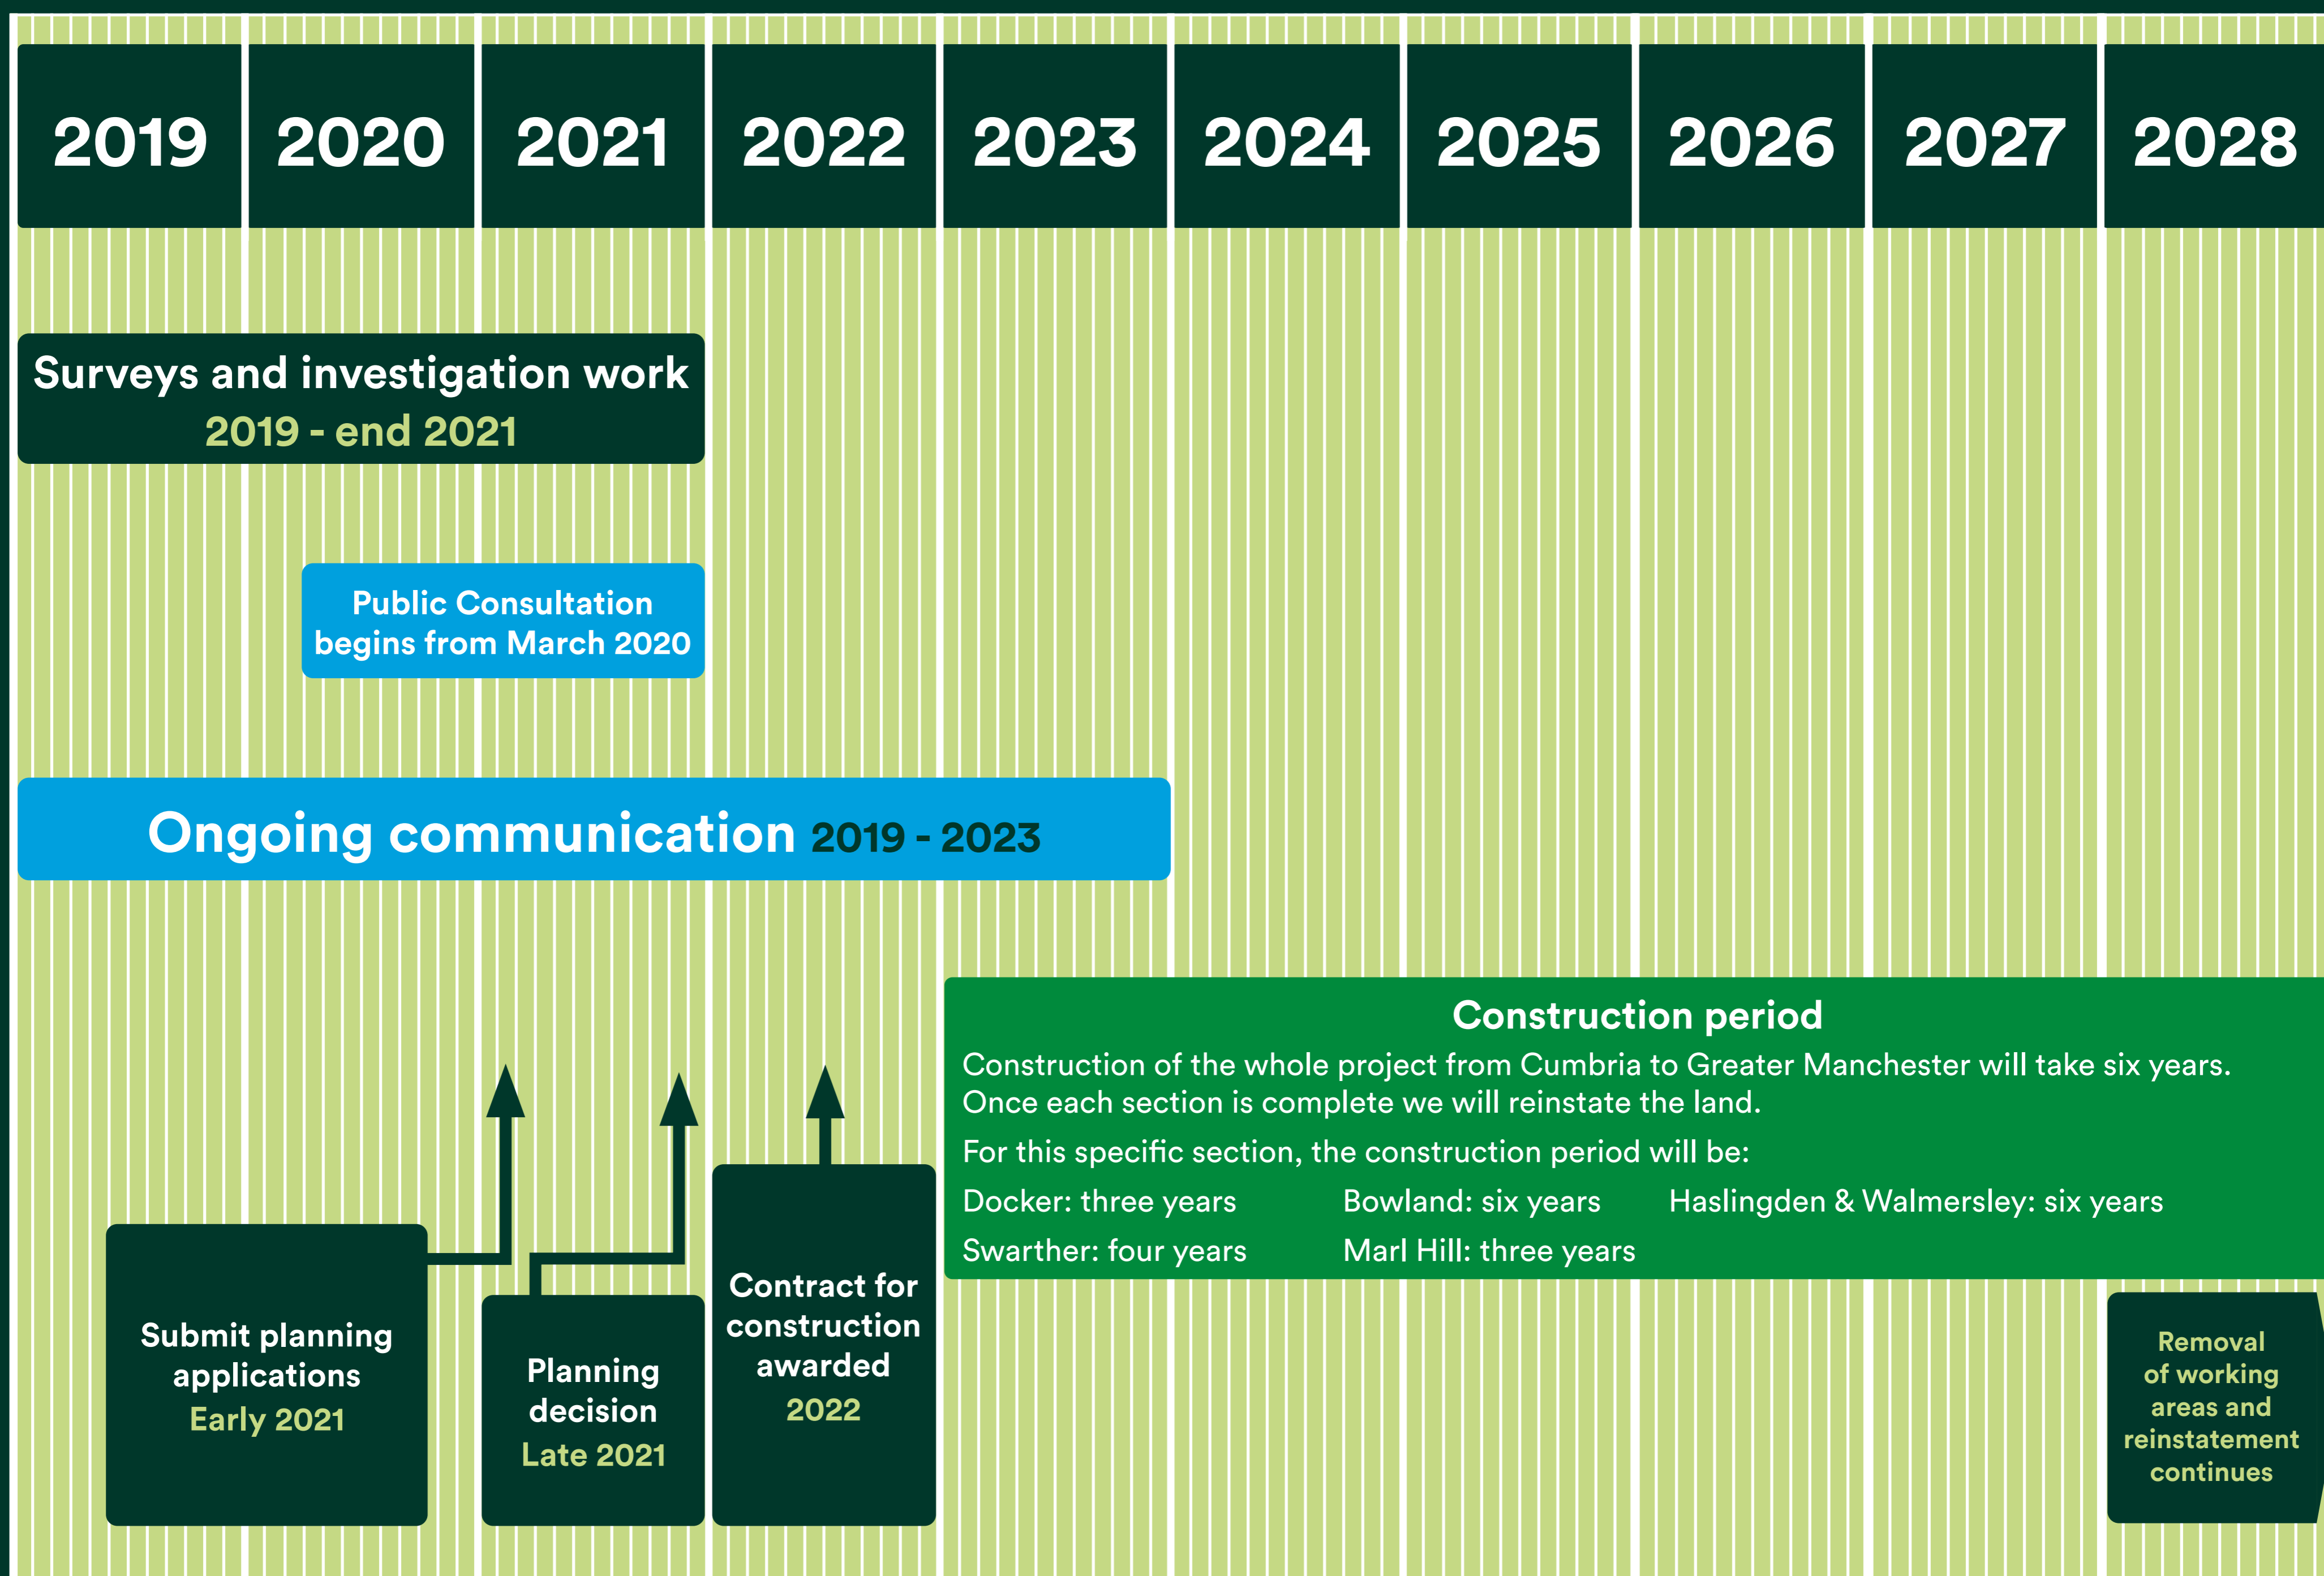 2019 2020 2021 2022 2023 2024 2025 2026 2027 2028
Surveys and investigation work
2019 - end 2021
Public Consultation
begins from March 2020
Ongoing communication 2019 - 2023
Construction period
Construction of the whole project from Cumbria to Greater Manchester will take six years.
Once each section is complete we will reinstate the land.
For this specific section, the construction period will be:
Docker: three years Bowland: six years Haslingden & Walmersley: six years
Swarther: four years Marl Hill: three years
Submit planning
applications
Early 2021
Planning
decision
Late 2021
Contract for
construction
awarded
2022
Removal
of working
areas and
reinstatement
continues